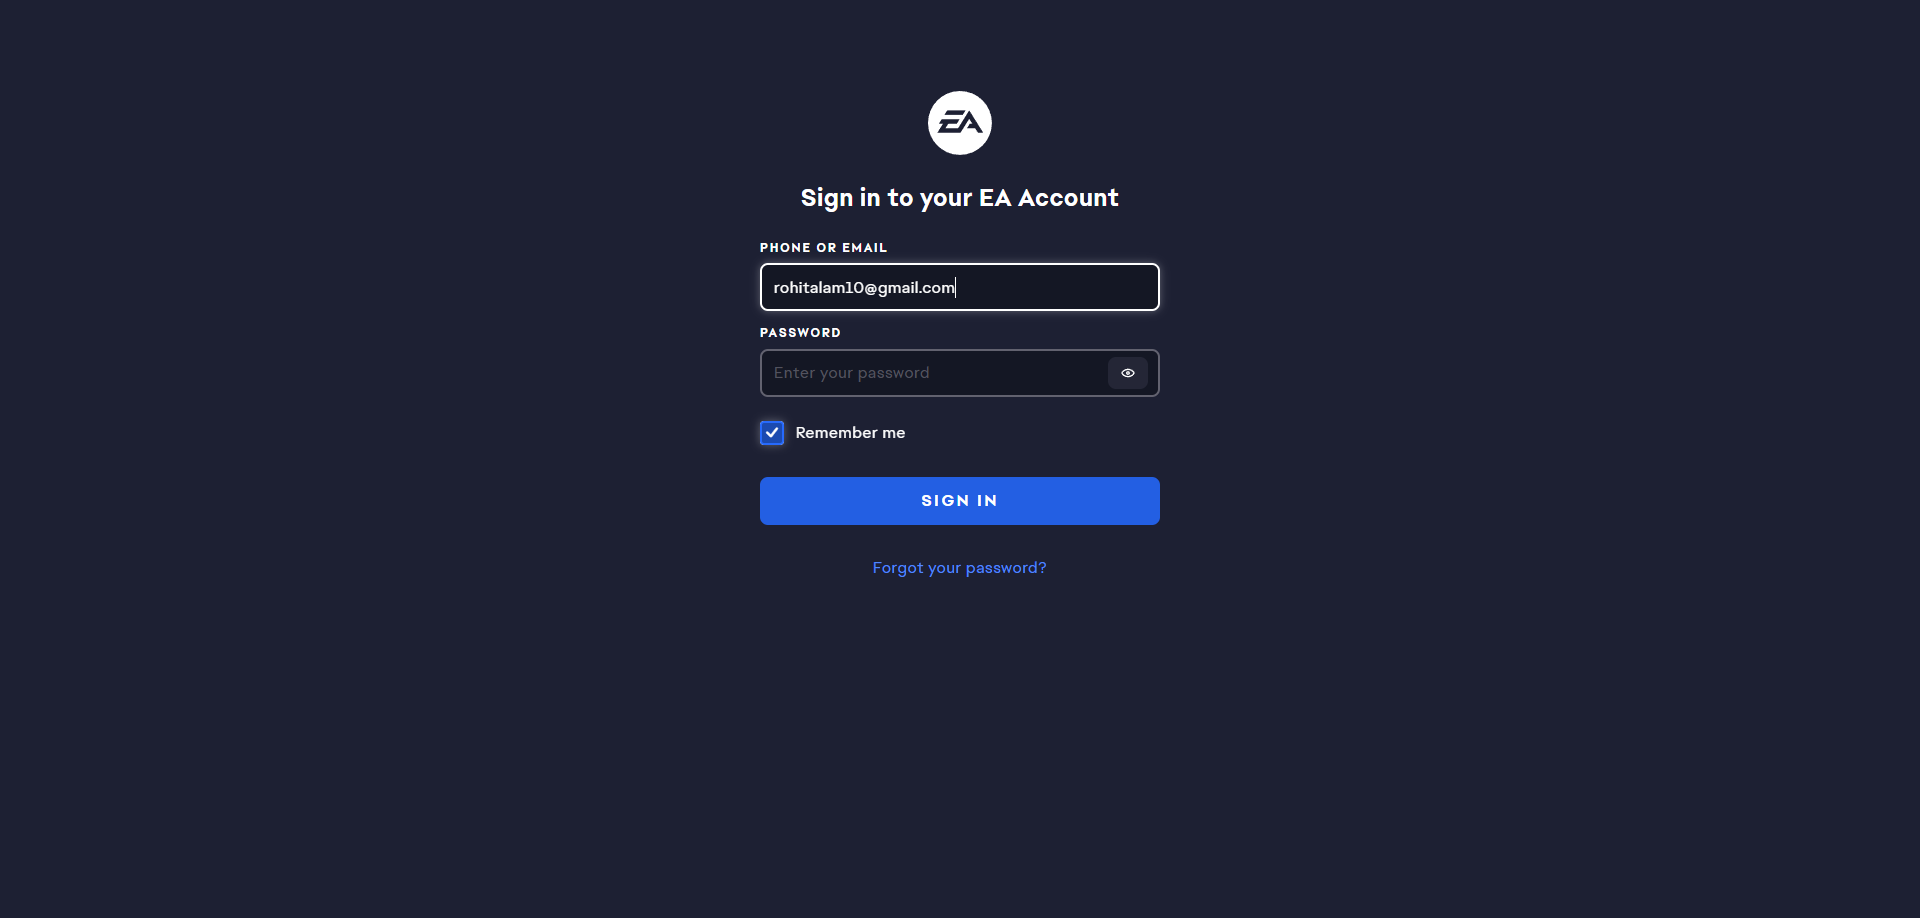 EA
Sign in to your EA Account
PHONE OR EMAIL
rohitalam10@gmail.com
PASSWORD
Enter your password
Remember me
SIGN IN
Forgot your password?